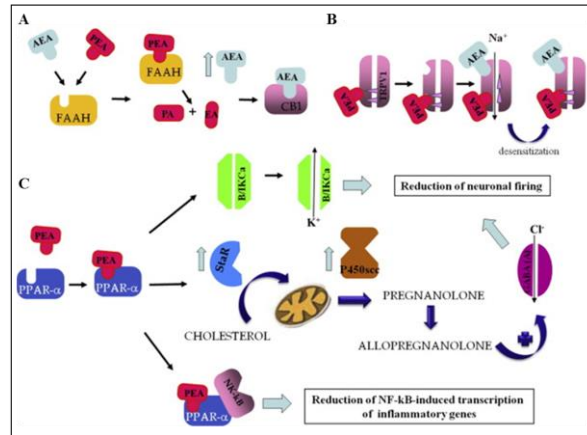 A
AEA
PEA
FAAH
PEA
FAAH
PA
+
EA
AEA
AEA
CB1
B
PEA
TRPV1
PEA
Na⁺
AEA
PEA
AEA
PEA
desensitization
C
PEA
PPAR-α
PEA
PPAR-α
B/IKCa
B/IKCa
K⁺
Reduction of neuronal firing
StaR
CHOLESTEROL
P450scc
PREGNANOLONE
ALLOPREGNANOLONE
Cl⁻
GABA(A)
PEA
PPAR-α
NK-kB
Reduction of NF-kB-induced transcription
of inflammatory genes